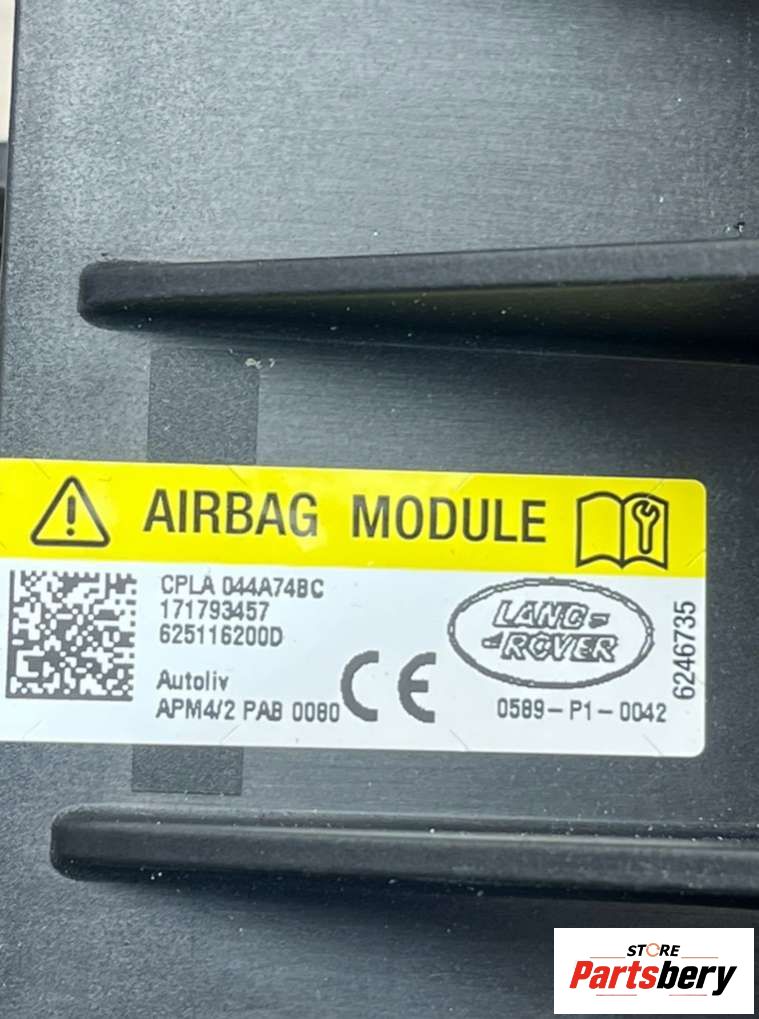 AIRBAG MODULE
CPLA 044A74BC
171793457
625116200D
Autoliv
APM4/2 PAB 0080
CE
LAND-
-ROVER
0589-P1-0042
6246735
STORE
Partsbery